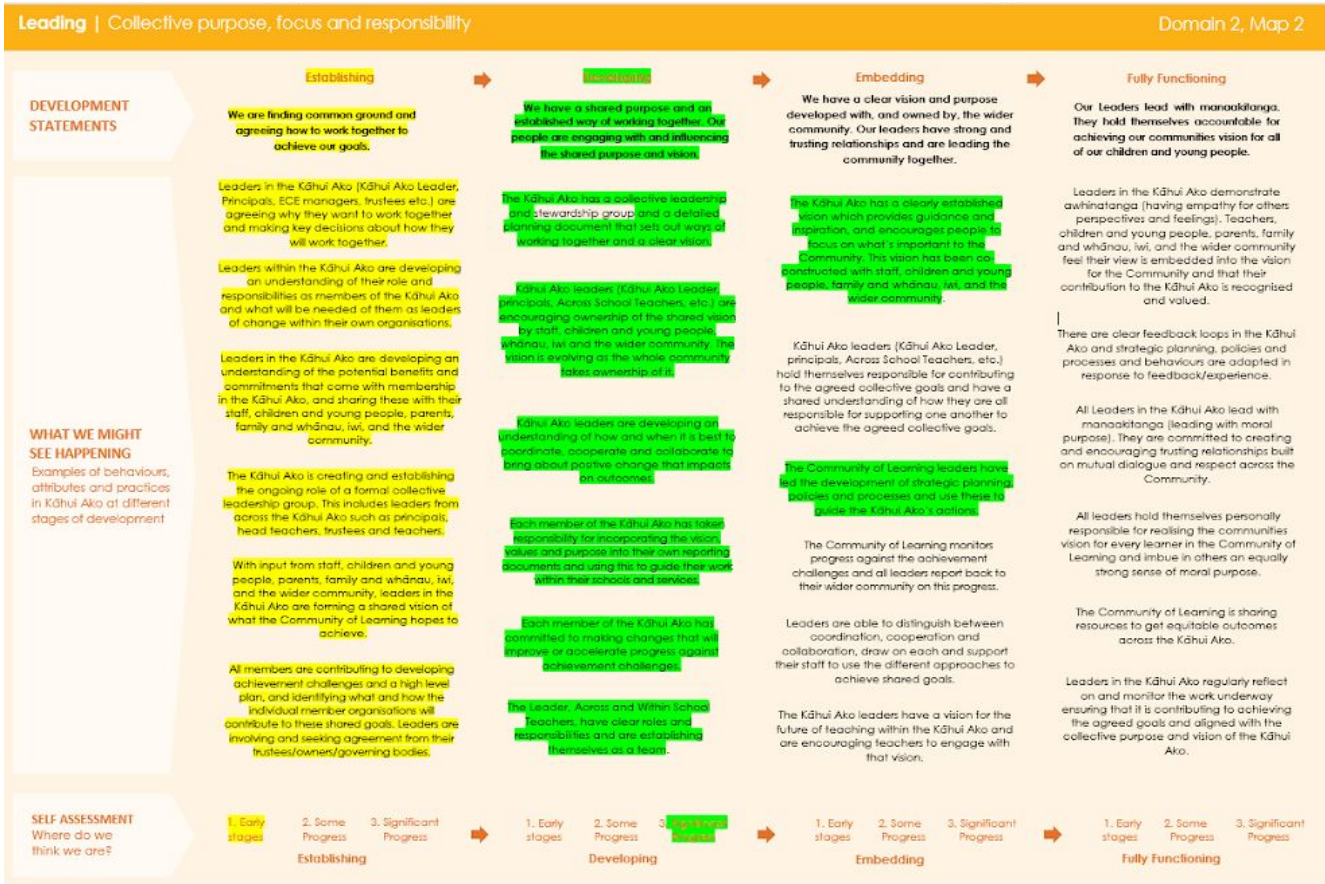 Leading | Collective purpose, focus and responsibility
Domain 2, Map 2
DEVELOPMENT
STATEMENTS
Establishing
We are finding common ground and
agreeing how to work together to
achieve our goals.
Developing
We have a shared purpose and an
established way of working together. Our
people are engaging with and influencing
the shared purpose and vision.
Embedding
We have a clear vision and purpose
developed with, and owned by, the wider
community. Our leaders have strong and
trusting relationships and are leading the
community together.
Fully Functioning
Our Leaders lead with manaakitanga.
They hold themselves accountable for
achieving our communities vision for all
of our children and young people.
WHAT WE MIGHT
SEE HAPPENING
Examples of behaviours,
attributes and practices
in Kāhui Ako at different
stages of development
Leaders in the Kāhui Ako (Kāhui Ako Leader,
Principals, ECE managers, trustees etc.) are
agreeing why they want to work together
and making key decisions about how they
will work together.
Leaders within the Kāhui Ako are developing
an understanding of their role and
responsibilities as members of the Kāhui Ako
and what will be needed of them as leaders
of change within their own organisations.
Leaders in the Kāhui Ako are developing an
understanding of the potential benefits and
commitments that come with membership
in the Kāhui Ako, and sharing these with their
staff, children and young people, parents,
family and whānau, iwi, and the wider
community.
The Kāhui Ako is creating and establishing
the ongoing role of a formal collective
leadership group. This includes leaders from
across the Kāhui Ako such as principals,
head teachers, trustees and teachers.
With input from staff, children and young
people, parents, family and whānau, iwi,
and the wider community, leaders in the
Kāhui Ako are forming a shared vision of
what the Community of Learning hopes to
achieve.
All members are contributing to developing
achievement challenges and a high level
plan, and identifying what and how the
individual member organisations will
contribute to these shared goals. Leaders are
involving and seeking agreement from their
trustees/owners/governing bodies.
The Kāhui Ako has a collective leadership
and stewardship group and a detailed
planning document that sets out ways of
working together and a clear vision.
Kāhui Ako leaders (Kāhui Ako Leader,
principals, Across School Teachers, etc.) are
encouraging ownership of the shared vision
by staff, children and young people,
whānau, iwi and the wider community. The
vision is evolving as the whole community
takes ownership of it.
Kāhui Ako leaders are developing an
understanding of how and when it is best to
coordinate, cooperate and collaborate to
bring about positive change that impacts
on outcomes.
Each member of the Kāhui Ako has taken
responsibility for incorporating the vision,
values and purpose into their own reporting
documents and using this to guide their work
within their schools and services.
Each member of the Kāhui Ako has
committed to making changes that will
improve or accelerate progress against
achievement challenges.
The Leader, Across and Within School
Teachers, have clear roles and
responsibilities and are establishing
themselves as a team.
The Kāhui Ako has a clearly established
vision which provides guidance and
inspiration, and encourages people to
focus on what's important to the
Community. This vision has been co-
constructed with staff, children and young
people, family and whānau, iwi, and the
wider community.
Kāhui Ako leaders (Kāhui Ako Leader,
principals, Across School Teachers, etc.)
hold themselves responsible for contributing
to the agreed collective goals and have a
shared understanding of how they are all
responsible for supporting one another to
achieve the agreed collective goals.
The Community of Learning leaders have
led the development of strategic planning,
policies and processes and use these to
guide the Kāhui Ako's actions.
The Community of Learning monitors
progress against the achievement
challenges and all leaders report back to
their wider community on this progress.
Leaders are able to distinguish between
coordination, cooperation and
collaboration, draw on each and support
their staff to use the different approaches to
achieve shared goals.
The Kāhui Ako leaders have a vision for the
future of teaching within the Kāhui Ako and
are encouraging teachers to engage with
that vision.
Leaders in the Kāhui Ako demonstrate
awhinatanga (having empathy for others
perspectives and feelings). Teachers,
children and young people, parents, family
and whānau, iwi, and the wider community
feel their view is embedded into the vision
for the Community and that their
contribution to the Kāhui Ako is recognised
and valued.
There are clear feedback loops in the Kāhui
Ako and strategic planning, policies and
processes and behaviours are adapted in
response to feedback/experience.
All Leaders in the Kāhui Ako lead with
manaakitanga (leading with moral
purpose). They are committed to creating
and encouraging trusting relationships built
on mutual dialogue and respect across the
Community.
All leaders hold themselves personally
responsible for realising the communities
vision for every learner in the Community of
Learning and imbue in others an equally
strong sense of moral purpose.
The Community of Learning is sharing
resources to get equitable outcomes
across the Kāhui Ako.
Leaders in the Kāhui Ako regularly reflect
on and monitor the work underway
ensuring that it is contributing to achieving
the agreed goals and aligned with the
collective purpose and vision of the Kāhui
Ako.
SELF ASSESSMENT
Where do we
think we are?
1. Early
stages
2. Some
Progress
3. Significant
Progress
Establishing
1. Early
stages
2. Some
Progress
3. Significant
Progress
Developing
1. Early
stages
2. Some
Progress
3. Significant
Progress
Embedding
1. Early
stages
2. Some
Progress
3. Significant
Progress
Fully Functioning